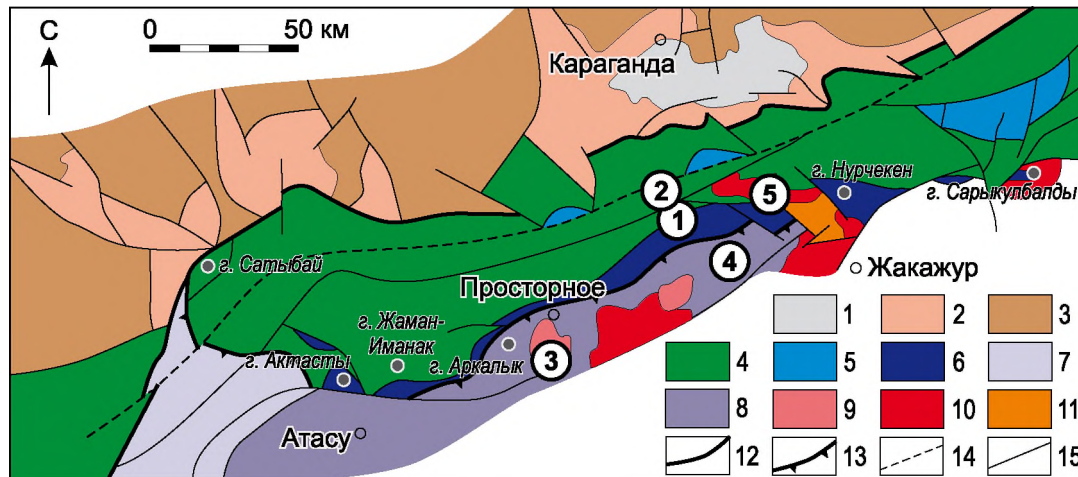 С
0 50 км
Караганда
2
1
5
г. Нурчекен
г. Сарыкулбалды
г. Сатыбай
4
Жакажур
Просторное
г. Жаман-
Иманак
г. Актасты
г. Аркалык
3
Атасу
1 2 3
4 5 6 7
8 9 10 11
12 13 14 15